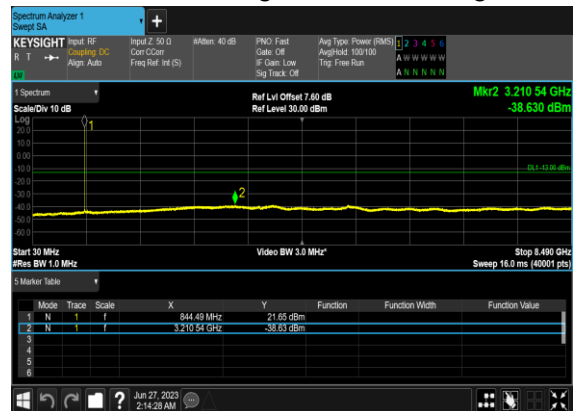 Spectrum Analyzer 1
Swept SA
+
KEYSIGHT Input: RF Input Z: 50 Ω #Atten: 40 dB PNO: Fast Avg Type: Power (RMS) 1 2 3 4 5 6
R T Coupling: DC Corr CCorr Gate: Off Avg|Hold: 100/100 A W W W W W
Align: Auto Freq Ref: Int (S) IF Gain: Low Trig: Free Run
LW Sig Track: Off A N N N N N
1 Spectrum Ref Lvl Offset 7.60 dB Mkr2 3.210 54 GHz
Scale/Div 10 dB Ref Level 30.00 dBm -38.630 dBm
Log
1
20.0
10.0
0.00
-10.0
DL1 -13.00 dBm
-20.0
-30.0
2
-40.0
-50.0
-60.0
Start 30 MHz Video BW 3.0 MHz* Stop 8.490 GHz
#Res BW 1.0 MHz Sweep 16.0 ms (40001 pts)
5 Marker Table
Mode Trace Scale X Y Function Function Width Function Value
1 N 1 f 844.49 MHz 21.65 dBm
2 N 1 f 3.210 54 GHz -38.63 dBm
3
4
5
6
? Jun 27, 2023
2:14:28 AM